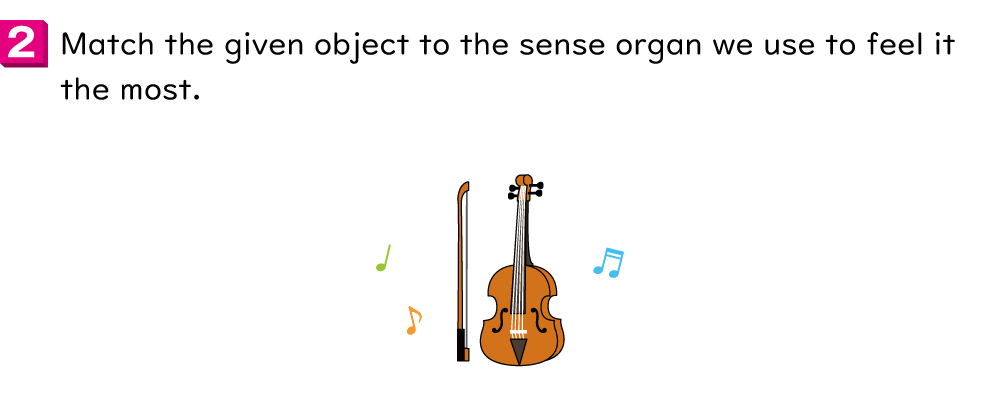 2 Match the given object to the sense organ we use to feel it
the most.